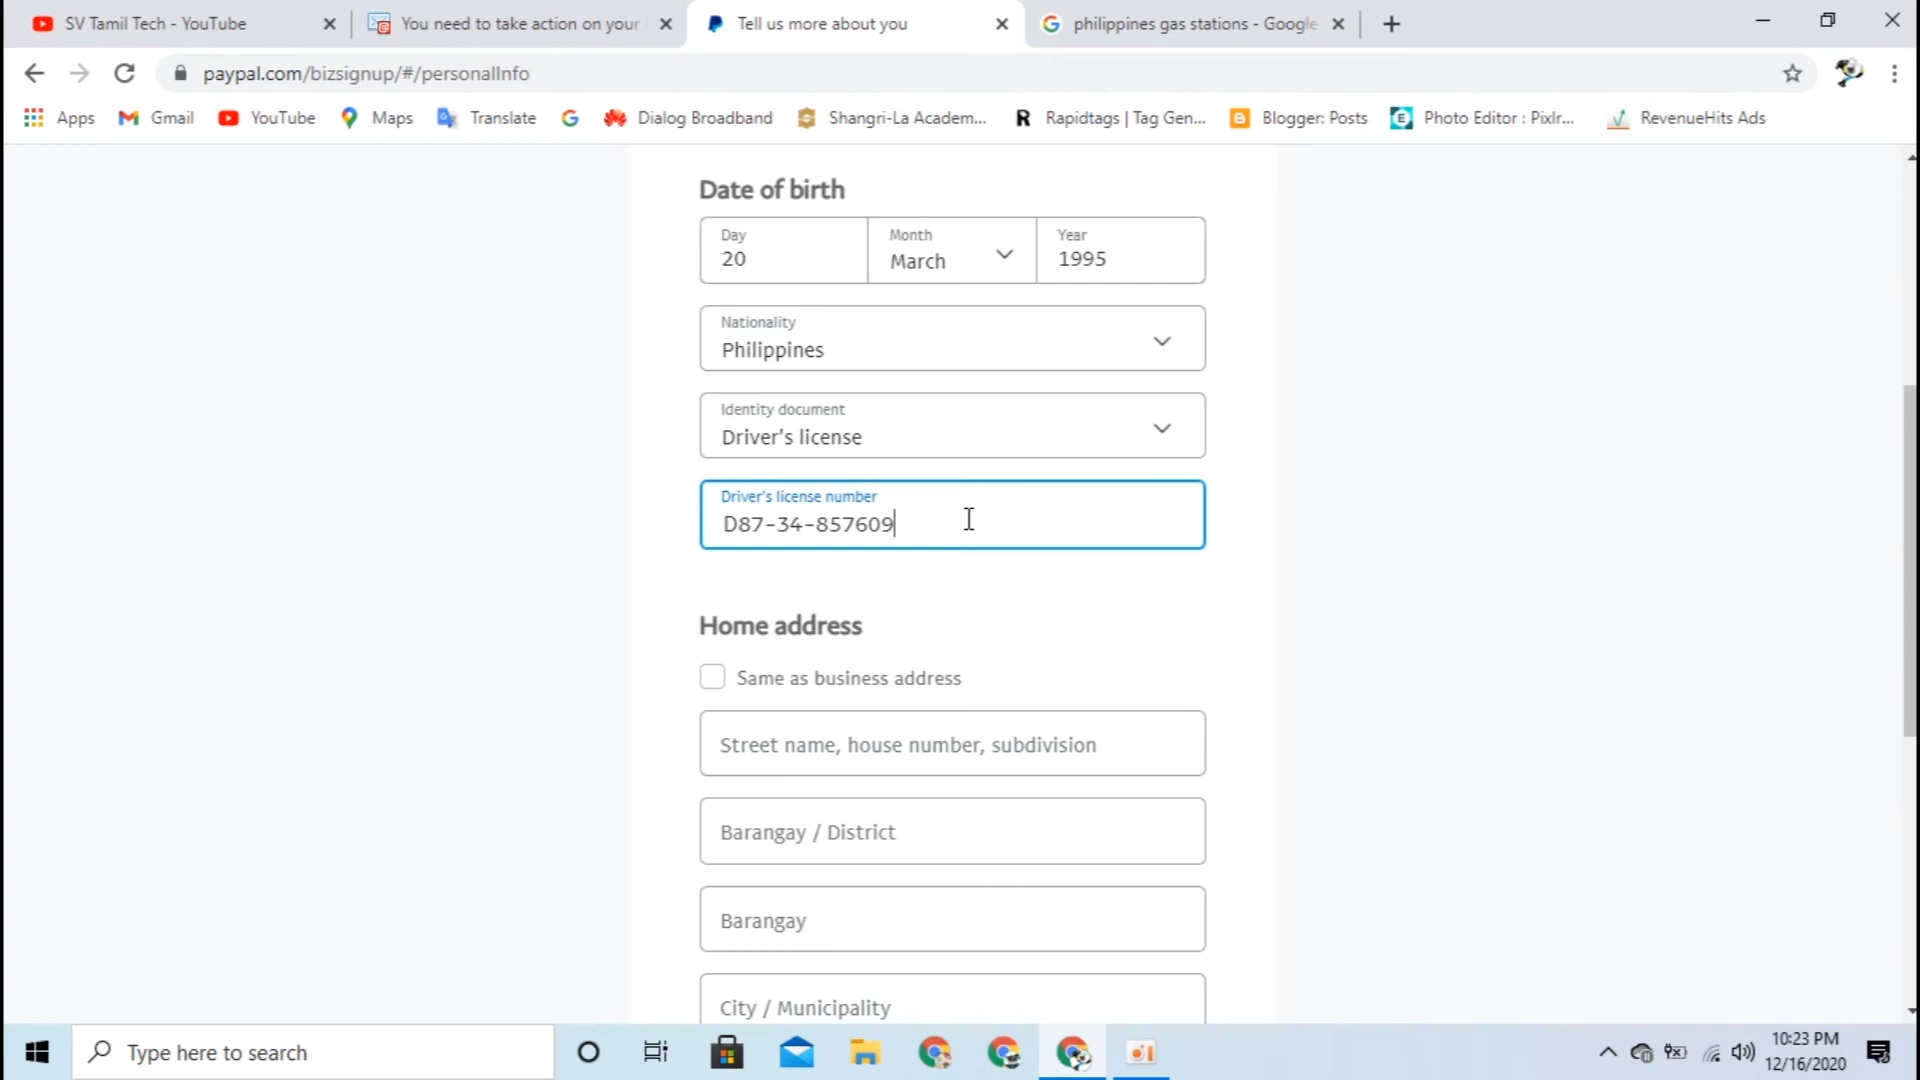 SV Tamil Tech - YouTube
You need to take action on your
Tell us more about you
philippines gas stations - Google
paypal.com/bizsignup/#/personalInfo
Apps
Gmail
YouTube
Maps
Translate
Dialog Broadband
Shangri-La Academ...
Rapidtags | Tag Gen...
Blogger: Posts
Photo Editor : Pixlr...
RevenueHits Ads
Date of birth
Day
20
Month
March
Year
1995
Nationality
Philippines
Identity document
Driver's license
Driver's license number
D87-34-857609
Home address
Same as business address
Street name, house number, subdivision
Barangay / District
Barangay
City / Municipality
Type here to search
10:23 PM
12/16/2020